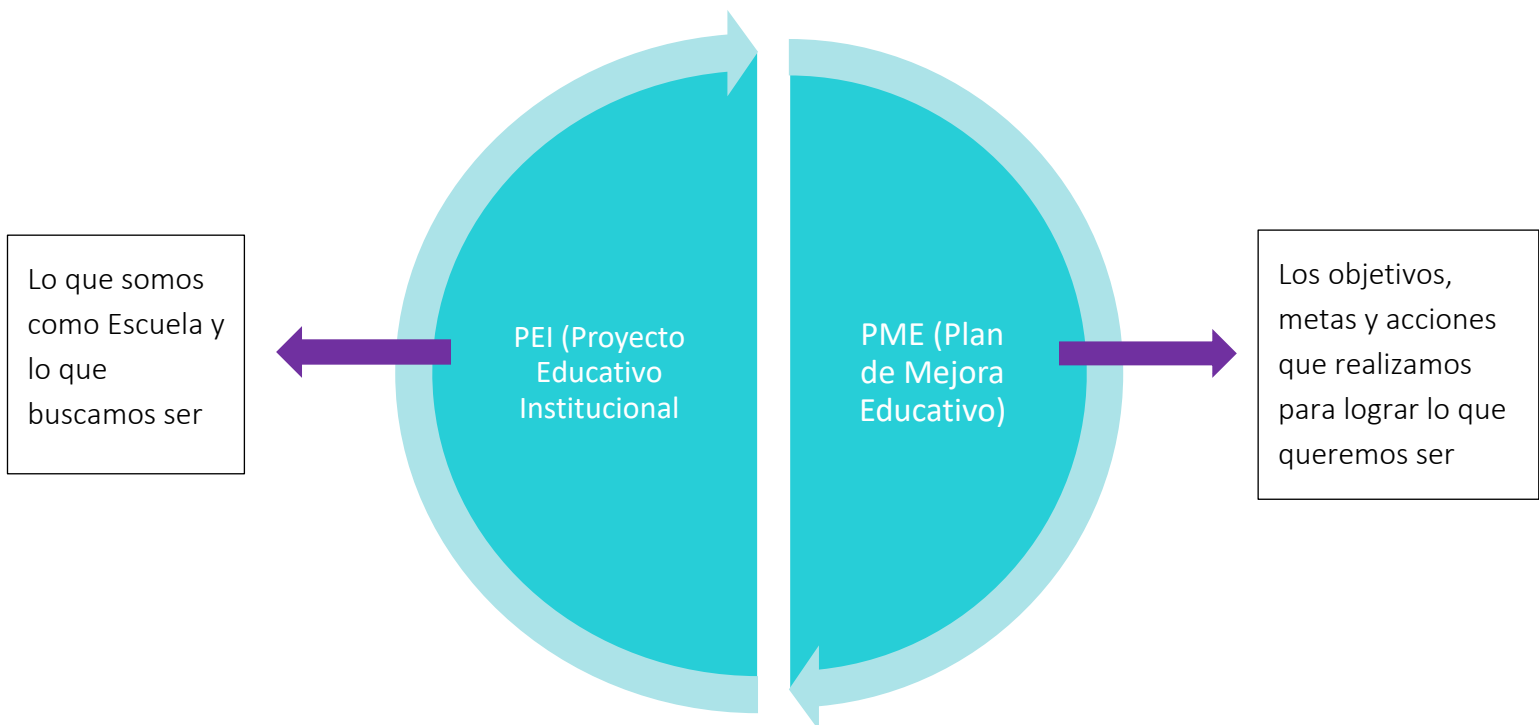 Lo que somos
como Escuela y
lo que
buscamos ser
PEI (Proyecto
Educativo
Institucional
PME (Plan
de Mejora
Educativo)
Los objetivos,
metas y acciones
que realizamos
para lograr lo que
queremos ser